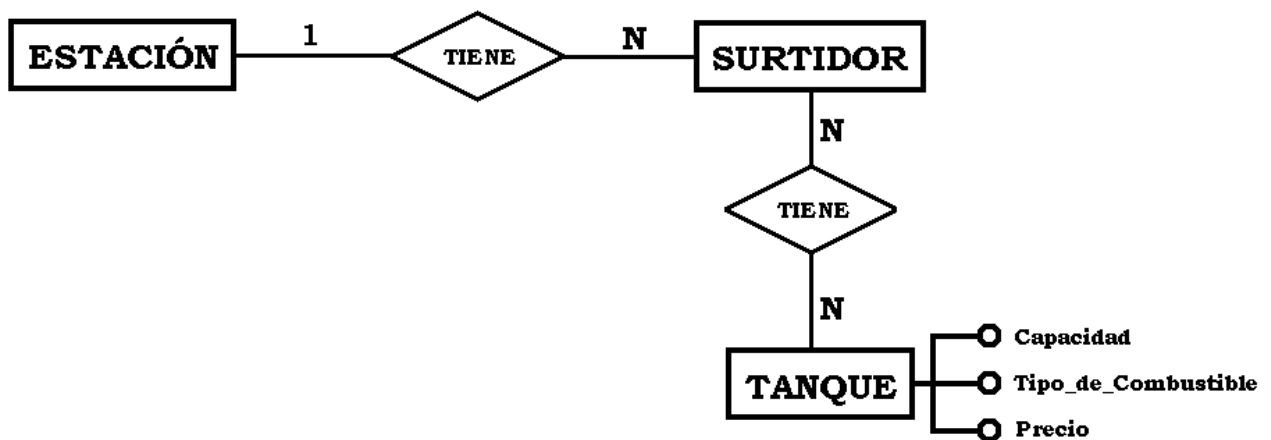 ESTACIÓN
1
TIENE
N
SURTIDOR
N
TIENE
N
TANQUE
Capacidad
Tipo_de_Combustible
Precio